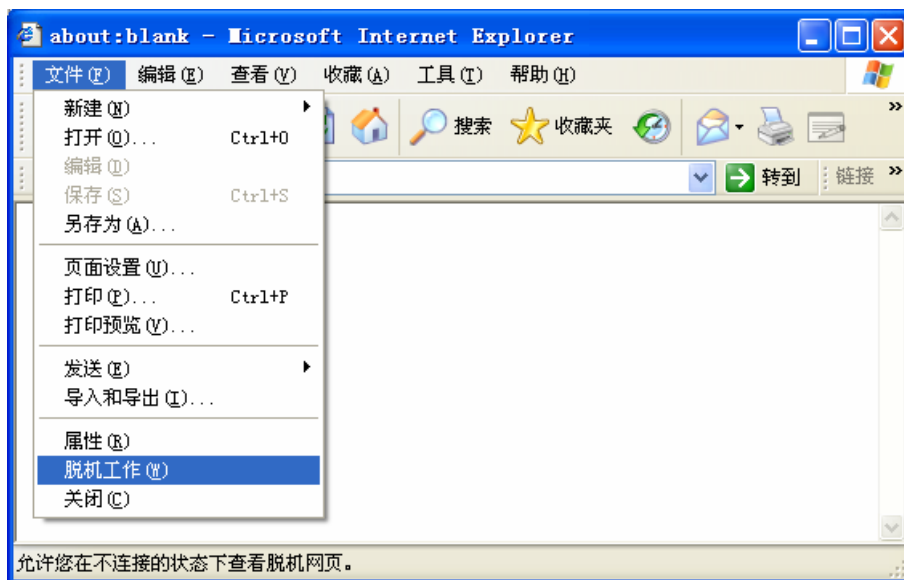 about:blank - Microsoft Internet Explorer
文件(F) 编辑(E) 查看(V) 收藏(A) 工具(T) 帮助(H)
新建(N)
打开(O)... Ctrl+O
搜索 收藏夹 »
编辑(D)
保存(S) Ctrl+S
转到 链接 »
另存为(A)...
页面设置(U)...
打印(P)... Ctrl+P
打印预览(V)...
发送(E)
导入和导出(I)...
属性(R)
脱机工作(W)
关闭(C)
允许您在不连接的状态下查看脱机网页。